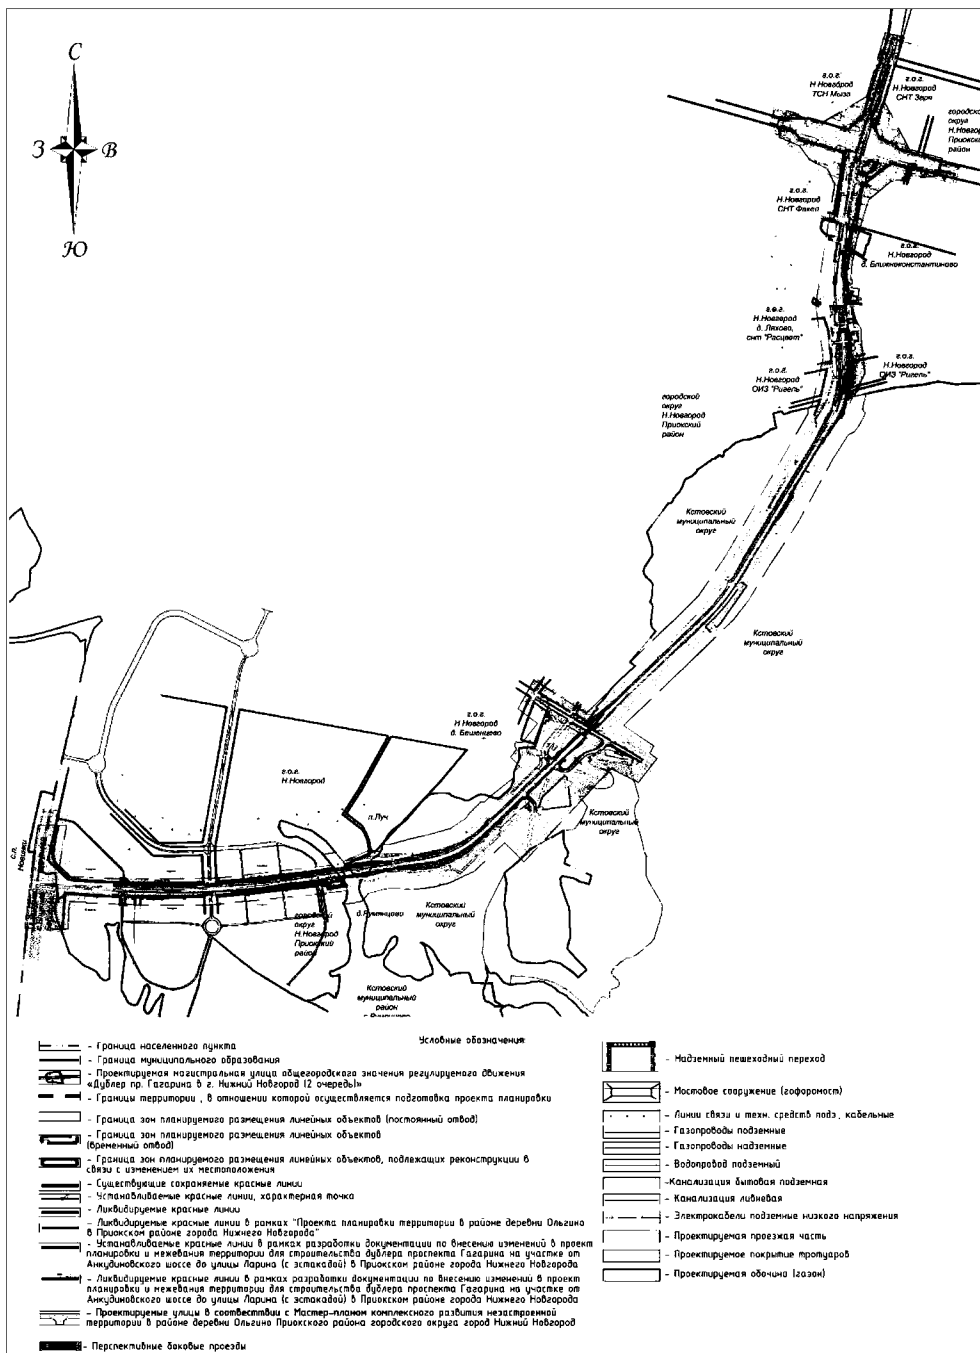 С
З
В
Ю
г.о.г.
Н.Новгород
ТСН Мыза
г.о.г.
Н.Новгород
СНТ Заря
округ
район
г.о.г.
Н.Новгород
СНТ Факел
г.о.г.
Н.Новгород
д. Ближнеконстантиново
г.о.г.
Н.Новгород
д. Ляхово,
снт "Расцвет"
г.о.г.
Н.Новгород
ОИЗ "Ригель"
г.о.г.
Н.Новгород
ОИЗ "Ригель"
городской
округ
Н.Новгород
Приокский
район
Кстовский
муниципальный
округ
Кстовский
муниципальный
округ
г.о.г.
Н.Новгород
д. Бешенцево
г.о.г.
Н.Новгород
п.Луч
Кстовский
муниципальный
округ
с.п.
Новинки
городской
округ
Н.Новгород
Приокский
район
д.Румянцево
Кстовский
муниципальный
округ
Кстовский
муниципальный
район
Условные обозначения:
- Граница населенного пункта
- Граница муниципального образования
- Проектируемая магистральная улица общегородского значения регулируемого движения
«Дублер пр. Гагарина в г. Нижний Новгород (2 очередь)»
- Границы территории , в отношении которой осуществляется подготовка проекта планировки
- Граница зон планируемого размещения линейных объектов (постоянный отвод)
- Граница зон планируемого размещения линейных объектов
(временный отвод)
- Граница зон планируемого размещения линейных объектов, подлежащих реконструкции в
связи с изменением их местоположения
- Существующие сохраняемые красные линии
- Устанавливаемые красные линии, характерная точка
- Ликвидируемые красные линии
- Ликвидируемые красные линии в рамках "Проекта планировки территории в районе деревни Ольгино
в Приокском районе города Нижнего Новгорода"
- Устанавливаемые красные линии в рамках разработки документации по внесению изменений в проект
планировки и межевания территории для строительства дублера проспекта Гагарина на участке от
Анкудиновского шоссе до улицы Ларина (с эстакадой) в Приокском районе города Нижнего Новгорода
- Ликвидируемые красные линии в рамках разработки документации по внесению изменений в проект
планировки и межевания территории для строительства дублера проспекта Гагарина на участке от
Анкудиновского шоссе до улицы Ларина (с эстакадой) в Приокском районе города Нижнего Новгорода
- Проектируемые улицы в соответствии с Мастер-планом комплексного развития незастроенной
территории в районе деревни Ольгино Приокского района городского округа город Нижний Новгород
- Перспективные боковые проезды
- Надземный пешеходный переход
- Мостовое сооружение (гофромост)
- Линии связи и техн. средств подз., кабельные
- Газопроводы подземные
- Газопроводы надземные
- Водопровод подземный
-Канализация бытовая подземная
- Канализация ливневая
- Электрокабели подземные низкого напряжения
- Проектируемая проезжая часть
- Проектируемое покрытие тротуаров
- Проектируемая обочина (газон)